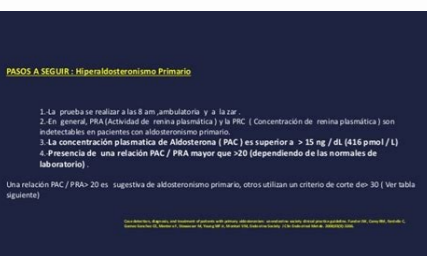 PASOS A SEGUIR : Hiperaldosteronismo Primario
1.-La prueba se realizar a las 8 am ,ambulatoria y a la zar .
2.-En general, PRA (Actividad de renina plasmática ) y la PRC ( Concentración de renina plasmática ) son
indetectables en pacientes con aldosteronismo primario.
3.-La concentración plasmatica de Aldosterona ( PAC ) es superior a > 15 ng / dL (416 pmol / L)
4.-Presencia de una relación PAC / PRA mayor que >20 (dependiendo de las normales de
laboratorio) .
Una relación PAC / PRA> 20 es sugestiva de aldosteronismo primario, otros utilizan un criterio de corte de> 30 ( Ver tabla
siguiente)